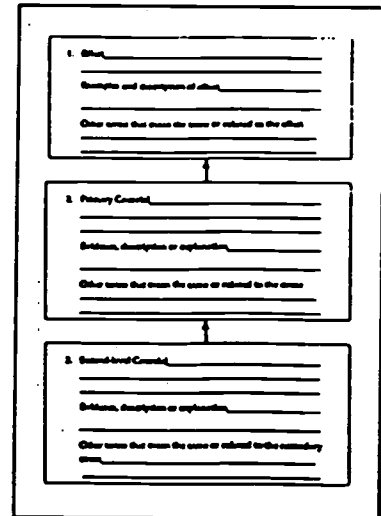 1. Effect
Examples and description of effect
Other terms that mean the same or related to the effect
2. Primary Cause(s)
Evidence, description or explanation
Other terms that mean the same or related to the cause
3. Second-level Cause(s)
Evidence, description or explanation
Other terms that mean the same or related to the secondary
cause